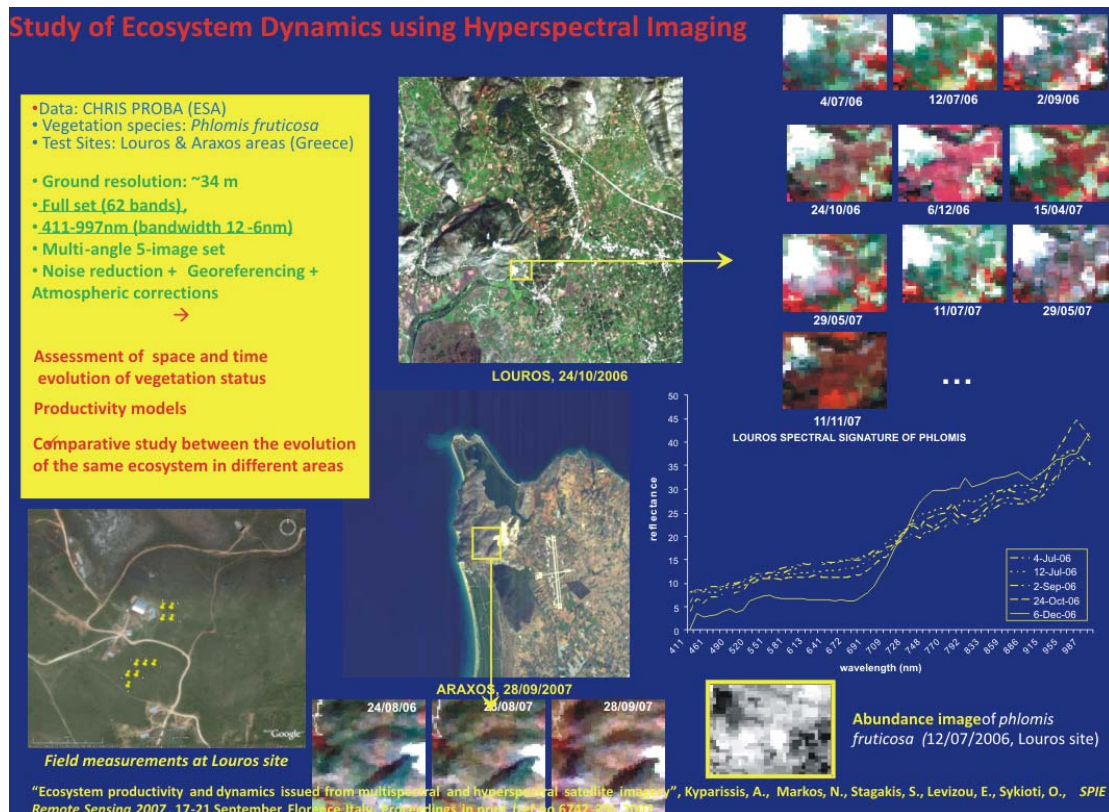 Study of Ecosystem Dynamics using Hyperspectral Imaging
•Data: CHRIS PROBA (ESA)
• Vegetation species: Phlomis fruticosa
• Test Sites: Louros & Araxos areas (Greece)
• Ground resolution: ~34 m
• Full set (62 bands),
• 411-997nm (bandwidth 12 -6nm)
• Multi-angle 5-image set
• Noise reduction + Georeferencing +
Atmospheric corrections
→
Assessment of space and time
evolution of vegetation status
Productivity models
Comparative study between the evolution
of the same ecosystem in different areas
LOUROS, 24/10/2006
4/07/06
12/07/06
2/09/06
24/10/06
6/12/06
15/04/07
29/05/07
11/07/07
29/05/07
11/11/07
...
LOUROS SPECTRAL SIGNATURE OF PHLOMIS
reflectance
50
45
40
35
30
25
20
15
10
5
0
411
461
490
520
551
581
613
641
672
691
709
728
748
770
792
833
859
886
915
955
987
wavelength (nm)
4-Jul-06
12-Jul-06
2-Sep-06
24-Oct-06
6-Dec-06
Google
Field measurements at Louros site
ARAXOS, 28/09/2007
24/08/06
28/09/07
Abundance image of phlomis
fruticosa (12/07/2006, Louros site)
"Ecosystem productivity and dynamics issued from multispectral and hyperspectral satellite imagery", Kyparissis, A., Markos, N., Stagakis, S., Levizou, E., Sykioti, O., SPIE
Remote Sensing 2007, 17-21 September Florence Italy, Proceedings in